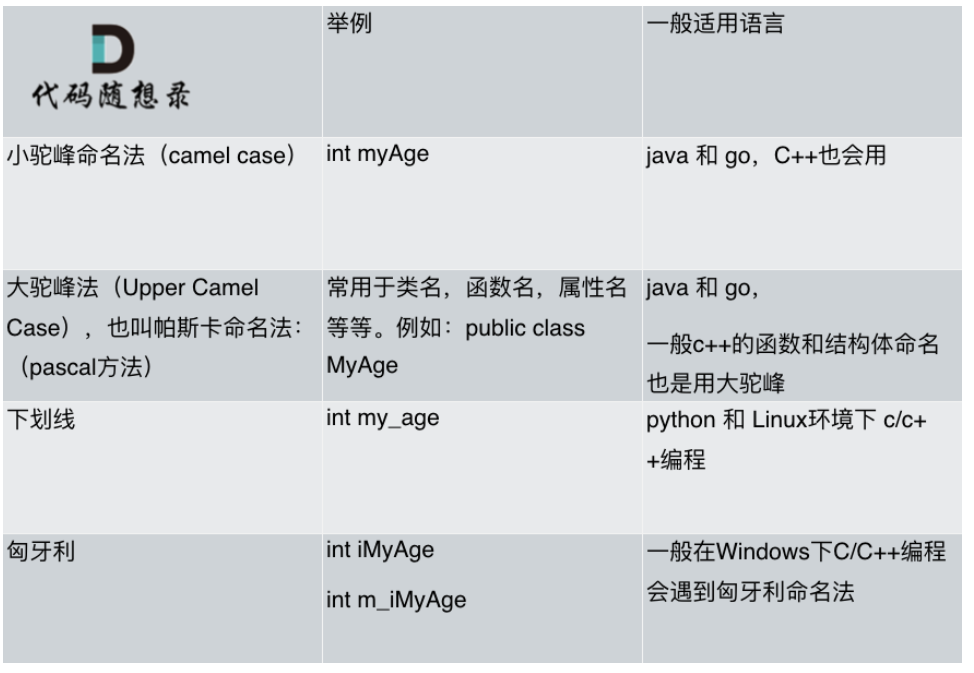 代码随想录
举例
一般适用语言
小驼峰命名法（camel case）
int myAge
java 和 go，C++也会用
大驼峰法（Upper Camel
Case），也叫帕斯卡命名法：
（pascal方法）
常用于类名，函数名，属性名
等等。例如：public class
MyAge
java 和 go，
一般c++的函数和结构体命名
也是用大驼峰
下划线
int my_age
python 和 Linux环境下 c/c+
+编程
匈牙利
int iMyAge
int m_iMyAge
一般在Windows下C/C++编程
会遇到匈牙利命名法